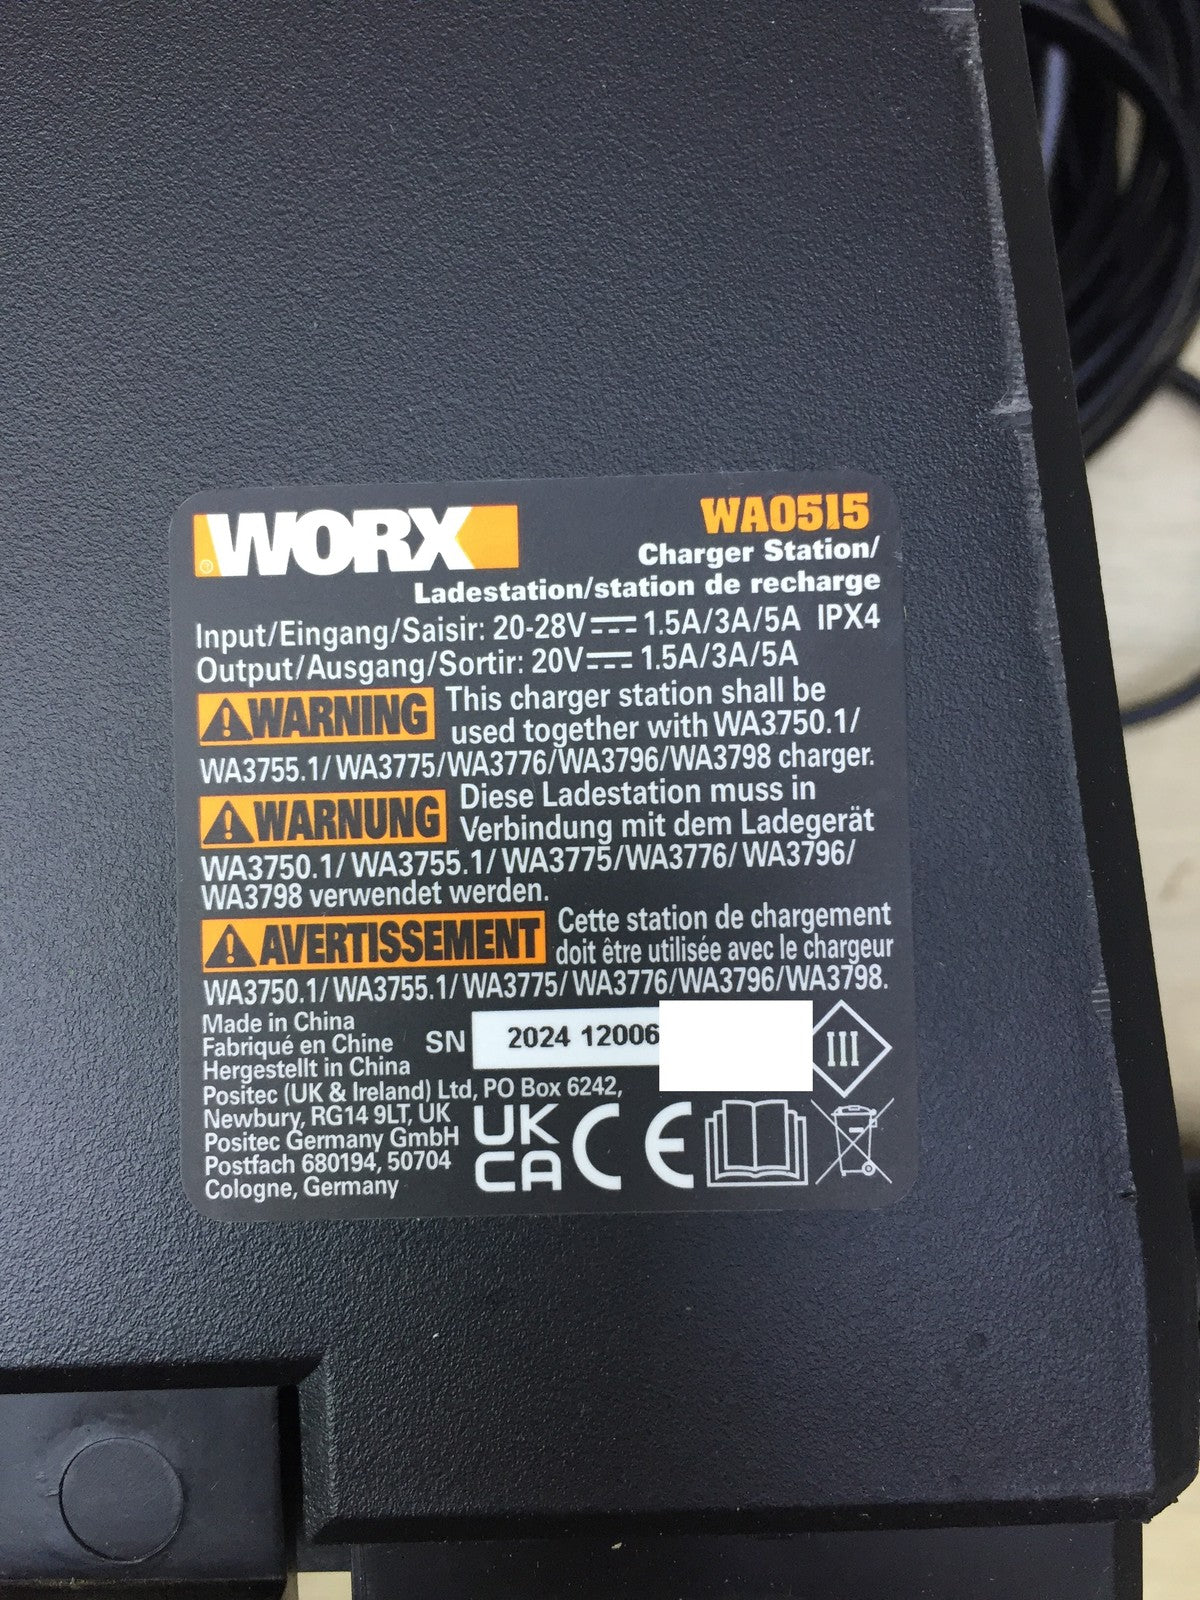 WORX
WA0515
Charger Station/
Ladestation/station de recharge
Input/Eingang/Saisir: 20-28V⎓1.5A/3A/5A IPX4
Output/Ausgang/Sortir: 20V⎓1.5A/3A/5A
WARNING This charger station shall be
used together with WA3750.1/
WA3755.1/WA3775/WA3776/WA3796/WA3798 charger.
WARNUNG Diese Ladestation muss in
Verbindung mit dem Ladegerät
WA3750.1/WA3755.1/WA3775/WA3776/WA3796/
WA3798 verwendet werden.
AVERTISSEMENT Cette station de chargement
doit être utilisée avec le chargeur
WA3750.1/WA3755.1/WA3775/WA3776/WA3796/WA3798.
Made in China
Fabriqué en Chine
Hergestellt in China
SN 2024 12006
III
Positec (UK & Ireland) Ltd, PO Box 6242,
Newbury, RG14 9LT, UK
Positec Germany GmbH
Postfach 680194, 50704
Cologne, Germany
UK
CA
CE